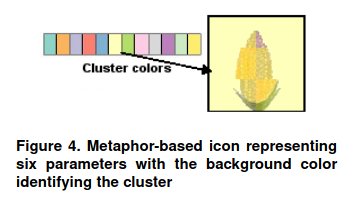 Cluster colors
Figure 4. Metaphor-based icon representing
six parameters with the background color
identifying the cluster